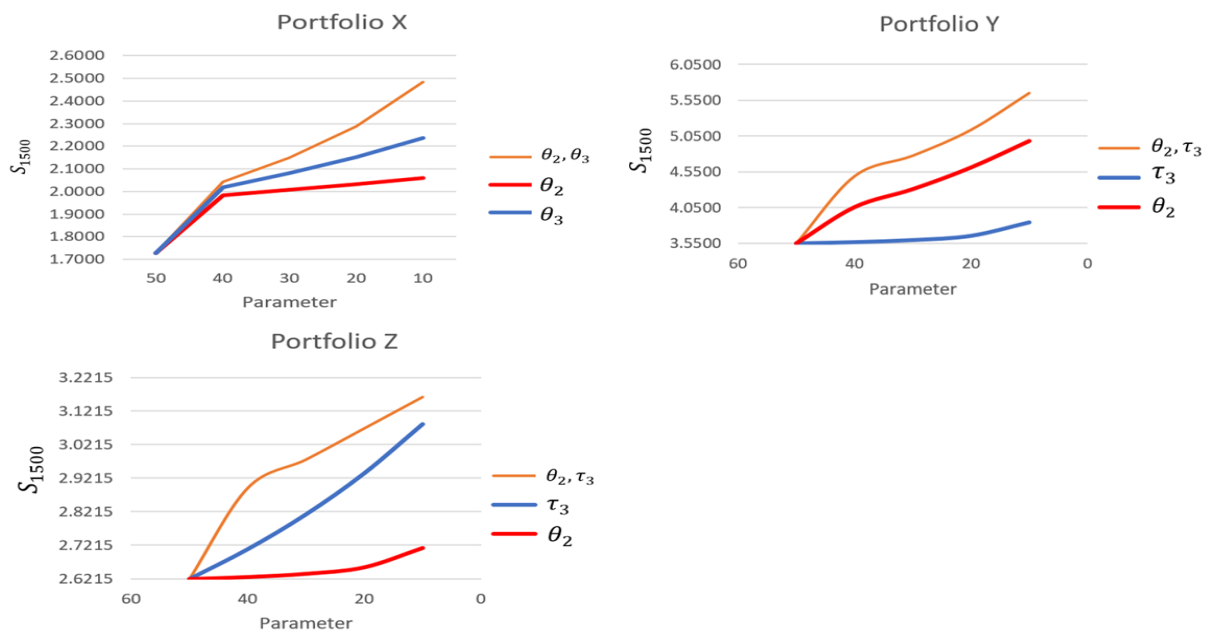 Portfolio X
S1500
2.6000
2.5000
2.4000
2.3000
2.2000
2.1000
2.0000
1.9000
1.8000
1.7000
50 40 30 20 10
Parameter
θ2, θ3
θ2
θ3
Portfolio Y
S1500
6.0500
5.5500
5.0500
4.5500
4.0500
3.5500
60 40 20 0
Parameter
θ2, τ3
τ3
θ2
Portfolio Z
S1500
3.2215
3.1215
3.0215
2.9215
2.8215
2.7215
2.6215
60 40 20 0
Parameter
θ2, τ3
τ3
θ2